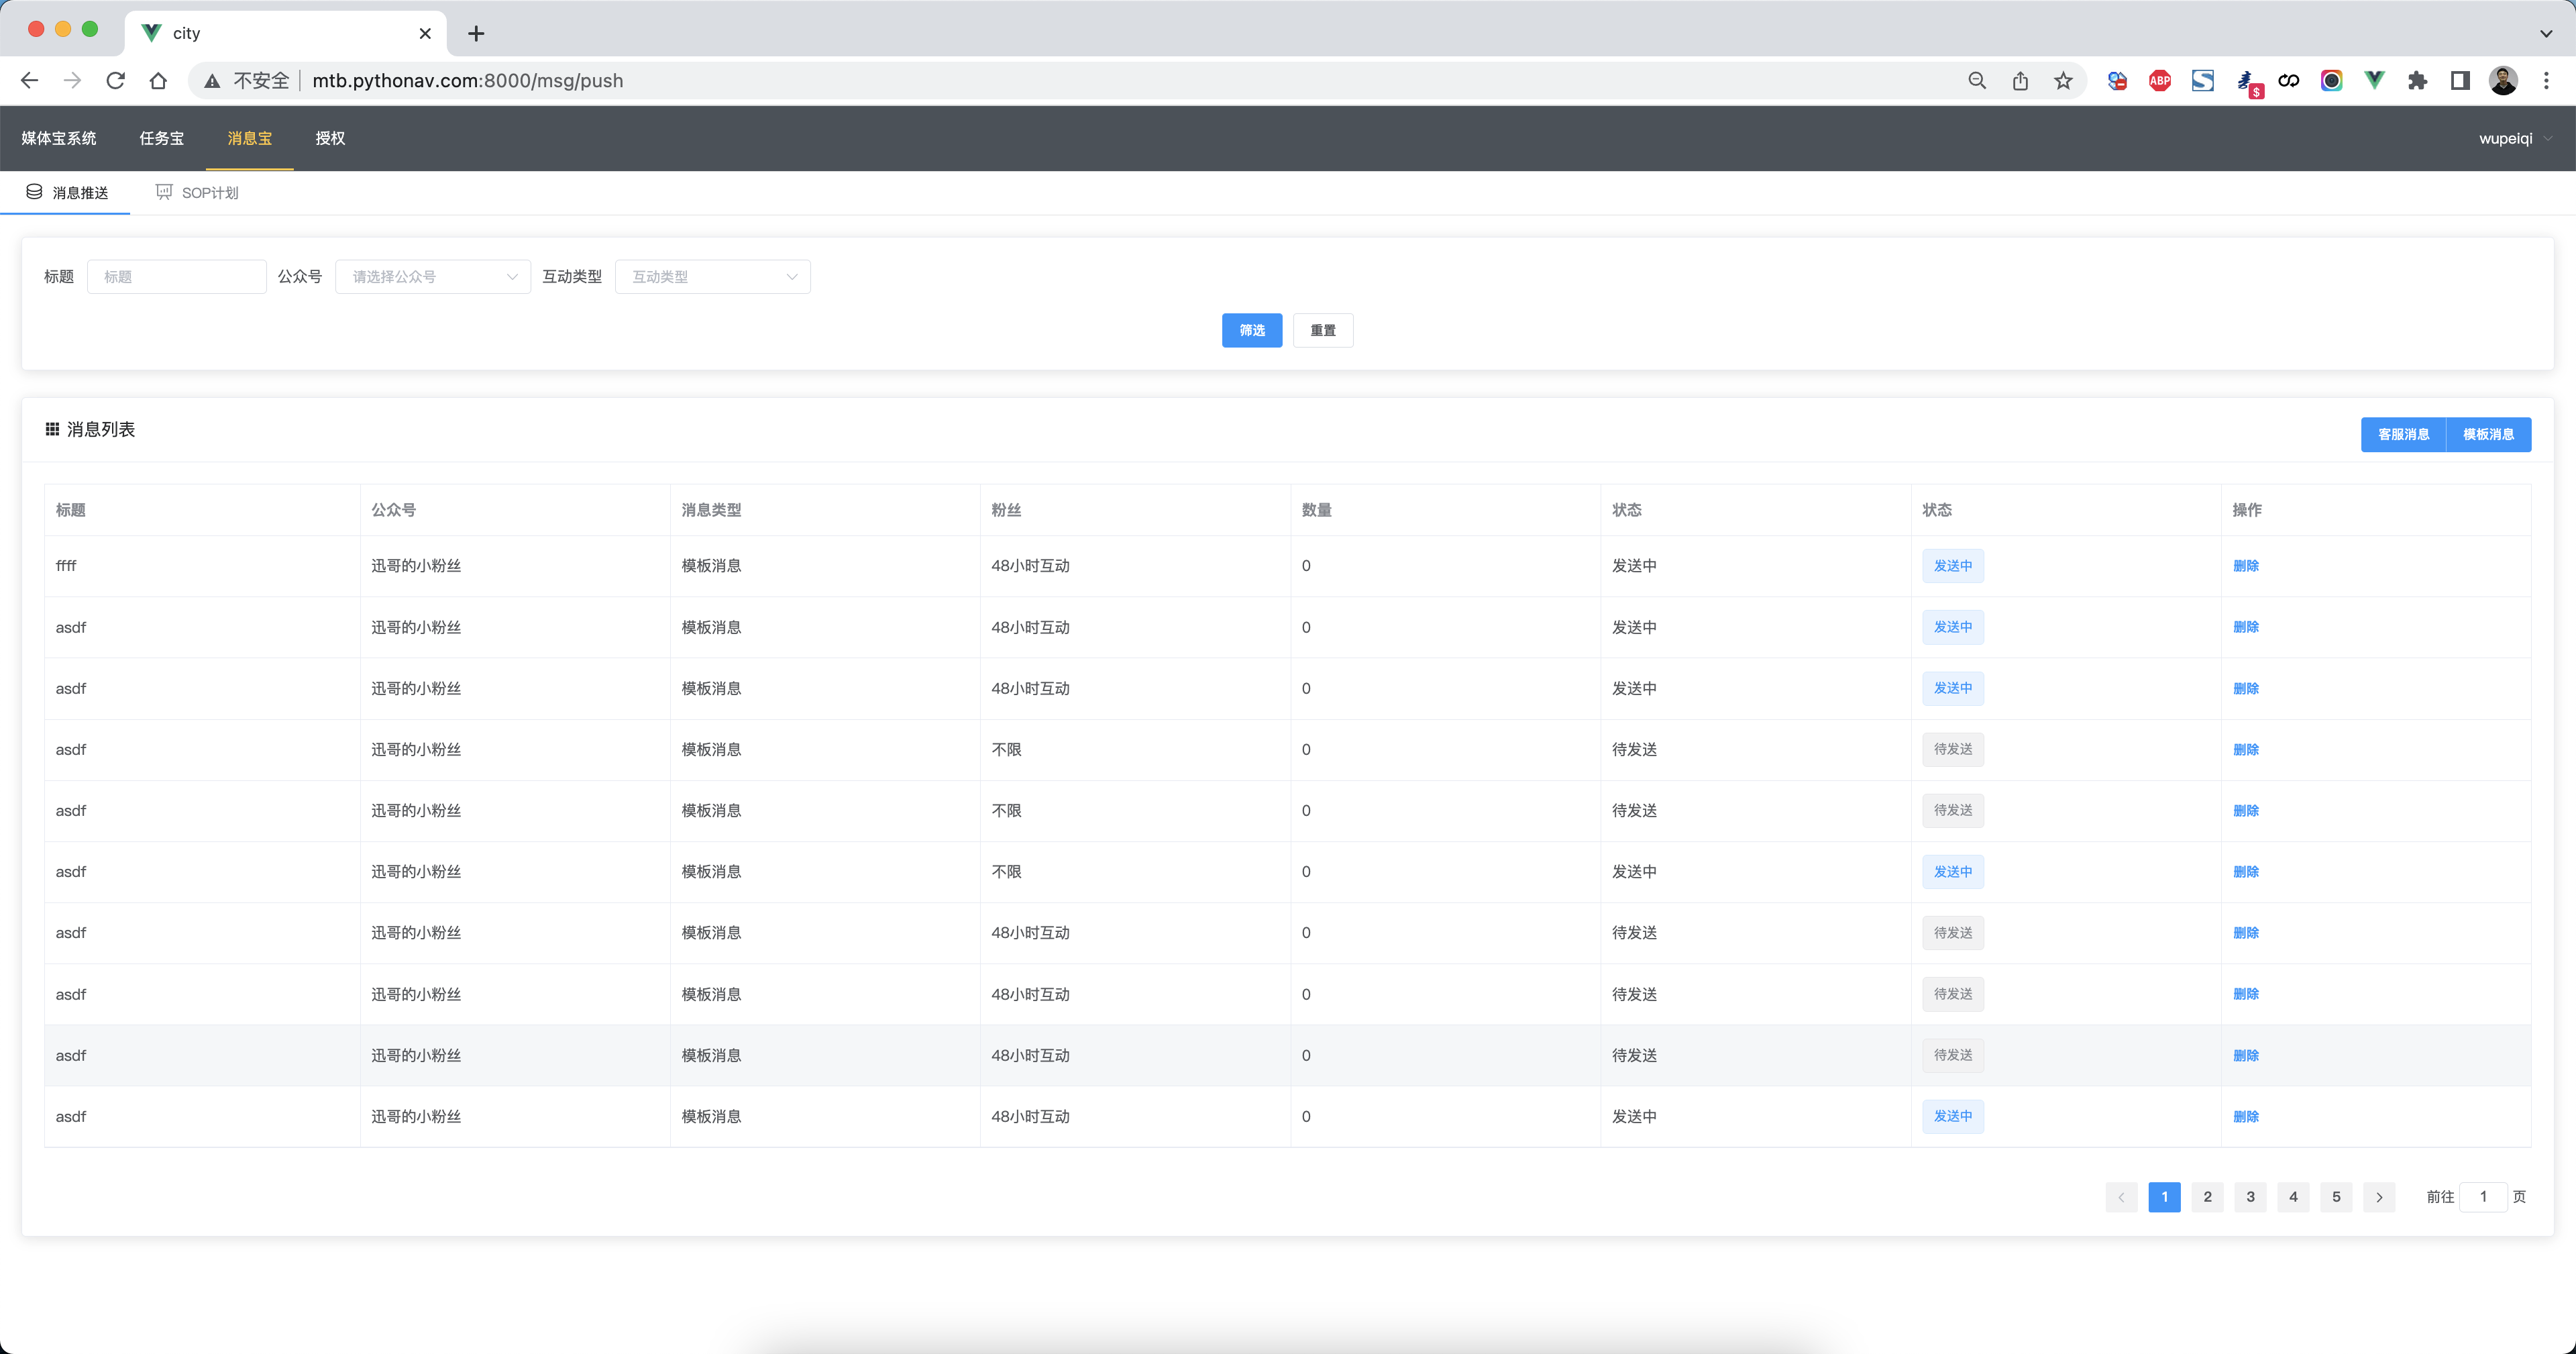 city
不安全 mtb.pythonav.com:8000/msg/push
ABP
$
媒体宝系统 任务宝 消息宝 授权 wupeiqi
消息推送 SOP计划
标题 标题 公众号 请选择公众号 互动类型 互动类型
筛选 重置
消息列表 客服消息 模板消息
标题 公众号 消息类型 粉丝 数量 状态 状态 操作
ffff 迅哥的小粉丝 模板消息 48小时互动 0 发送中 发送中 删除
asdf 迅哥的小粉丝 模板消息 48小时互动 0 发送中 发送中 删除
asdf 迅哥的小粉丝 模板消息 48小时互动 0 发送中 发送中 删除
asdf 迅哥的小粉丝 模板消息 不限 0 待发送 待发送 删除
asdf 迅哥的小粉丝 模板消息 不限 0 待发送 待发送 删除
asdf 迅哥的小粉丝 模板消息 不限 0 发送中 发送中 删除
asdf 迅哥的小粉丝 模板消息 48小时互动 0 待发送 待发送 删除
asdf 迅哥的小粉丝 模板消息 48小时互动 0 待发送 待发送 删除
asdf 迅哥的小粉丝 模板消息 48小时互动 0 待发送 待发送 删除
asdf 迅哥的小粉丝 模板消息 48小时互动 0 发送中 发送中 删除
1 2 3 4 5 前往 1 页